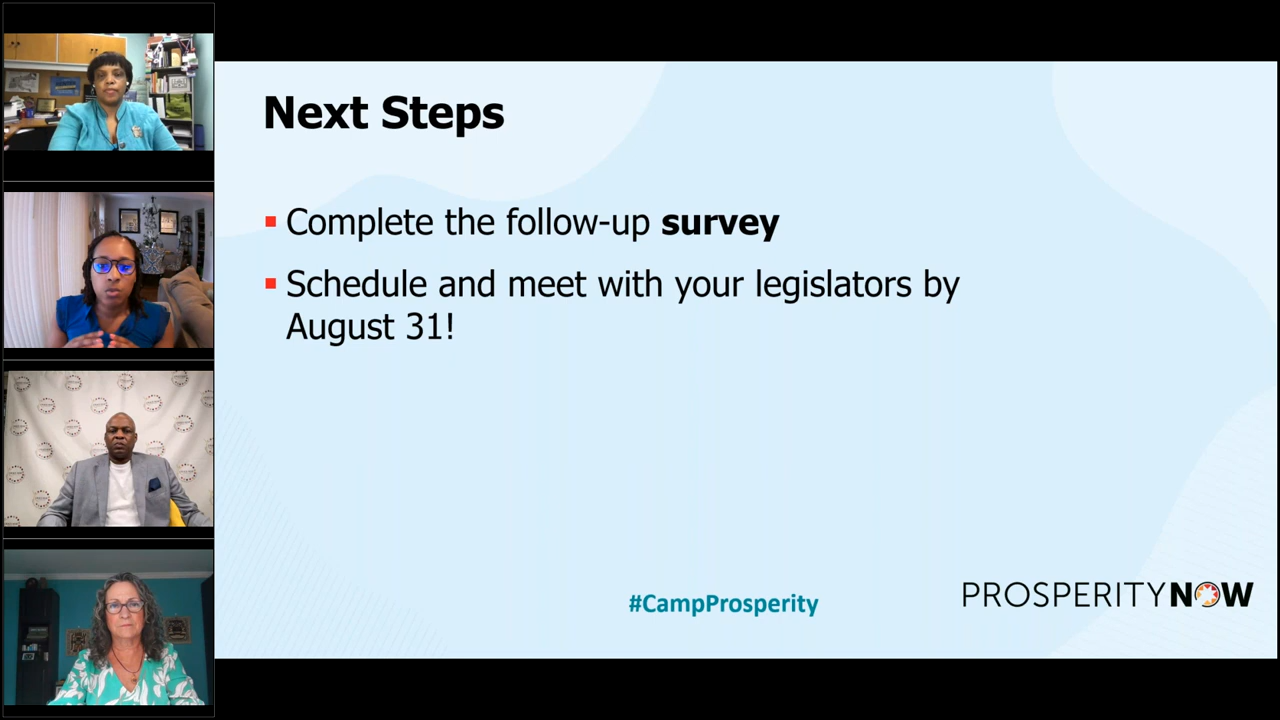 Next Steps
▪ Complete the follow-up survey
▪ Schedule and meet with your legislators by
August 31!
#CampProsperity
PROSPERITY NOW